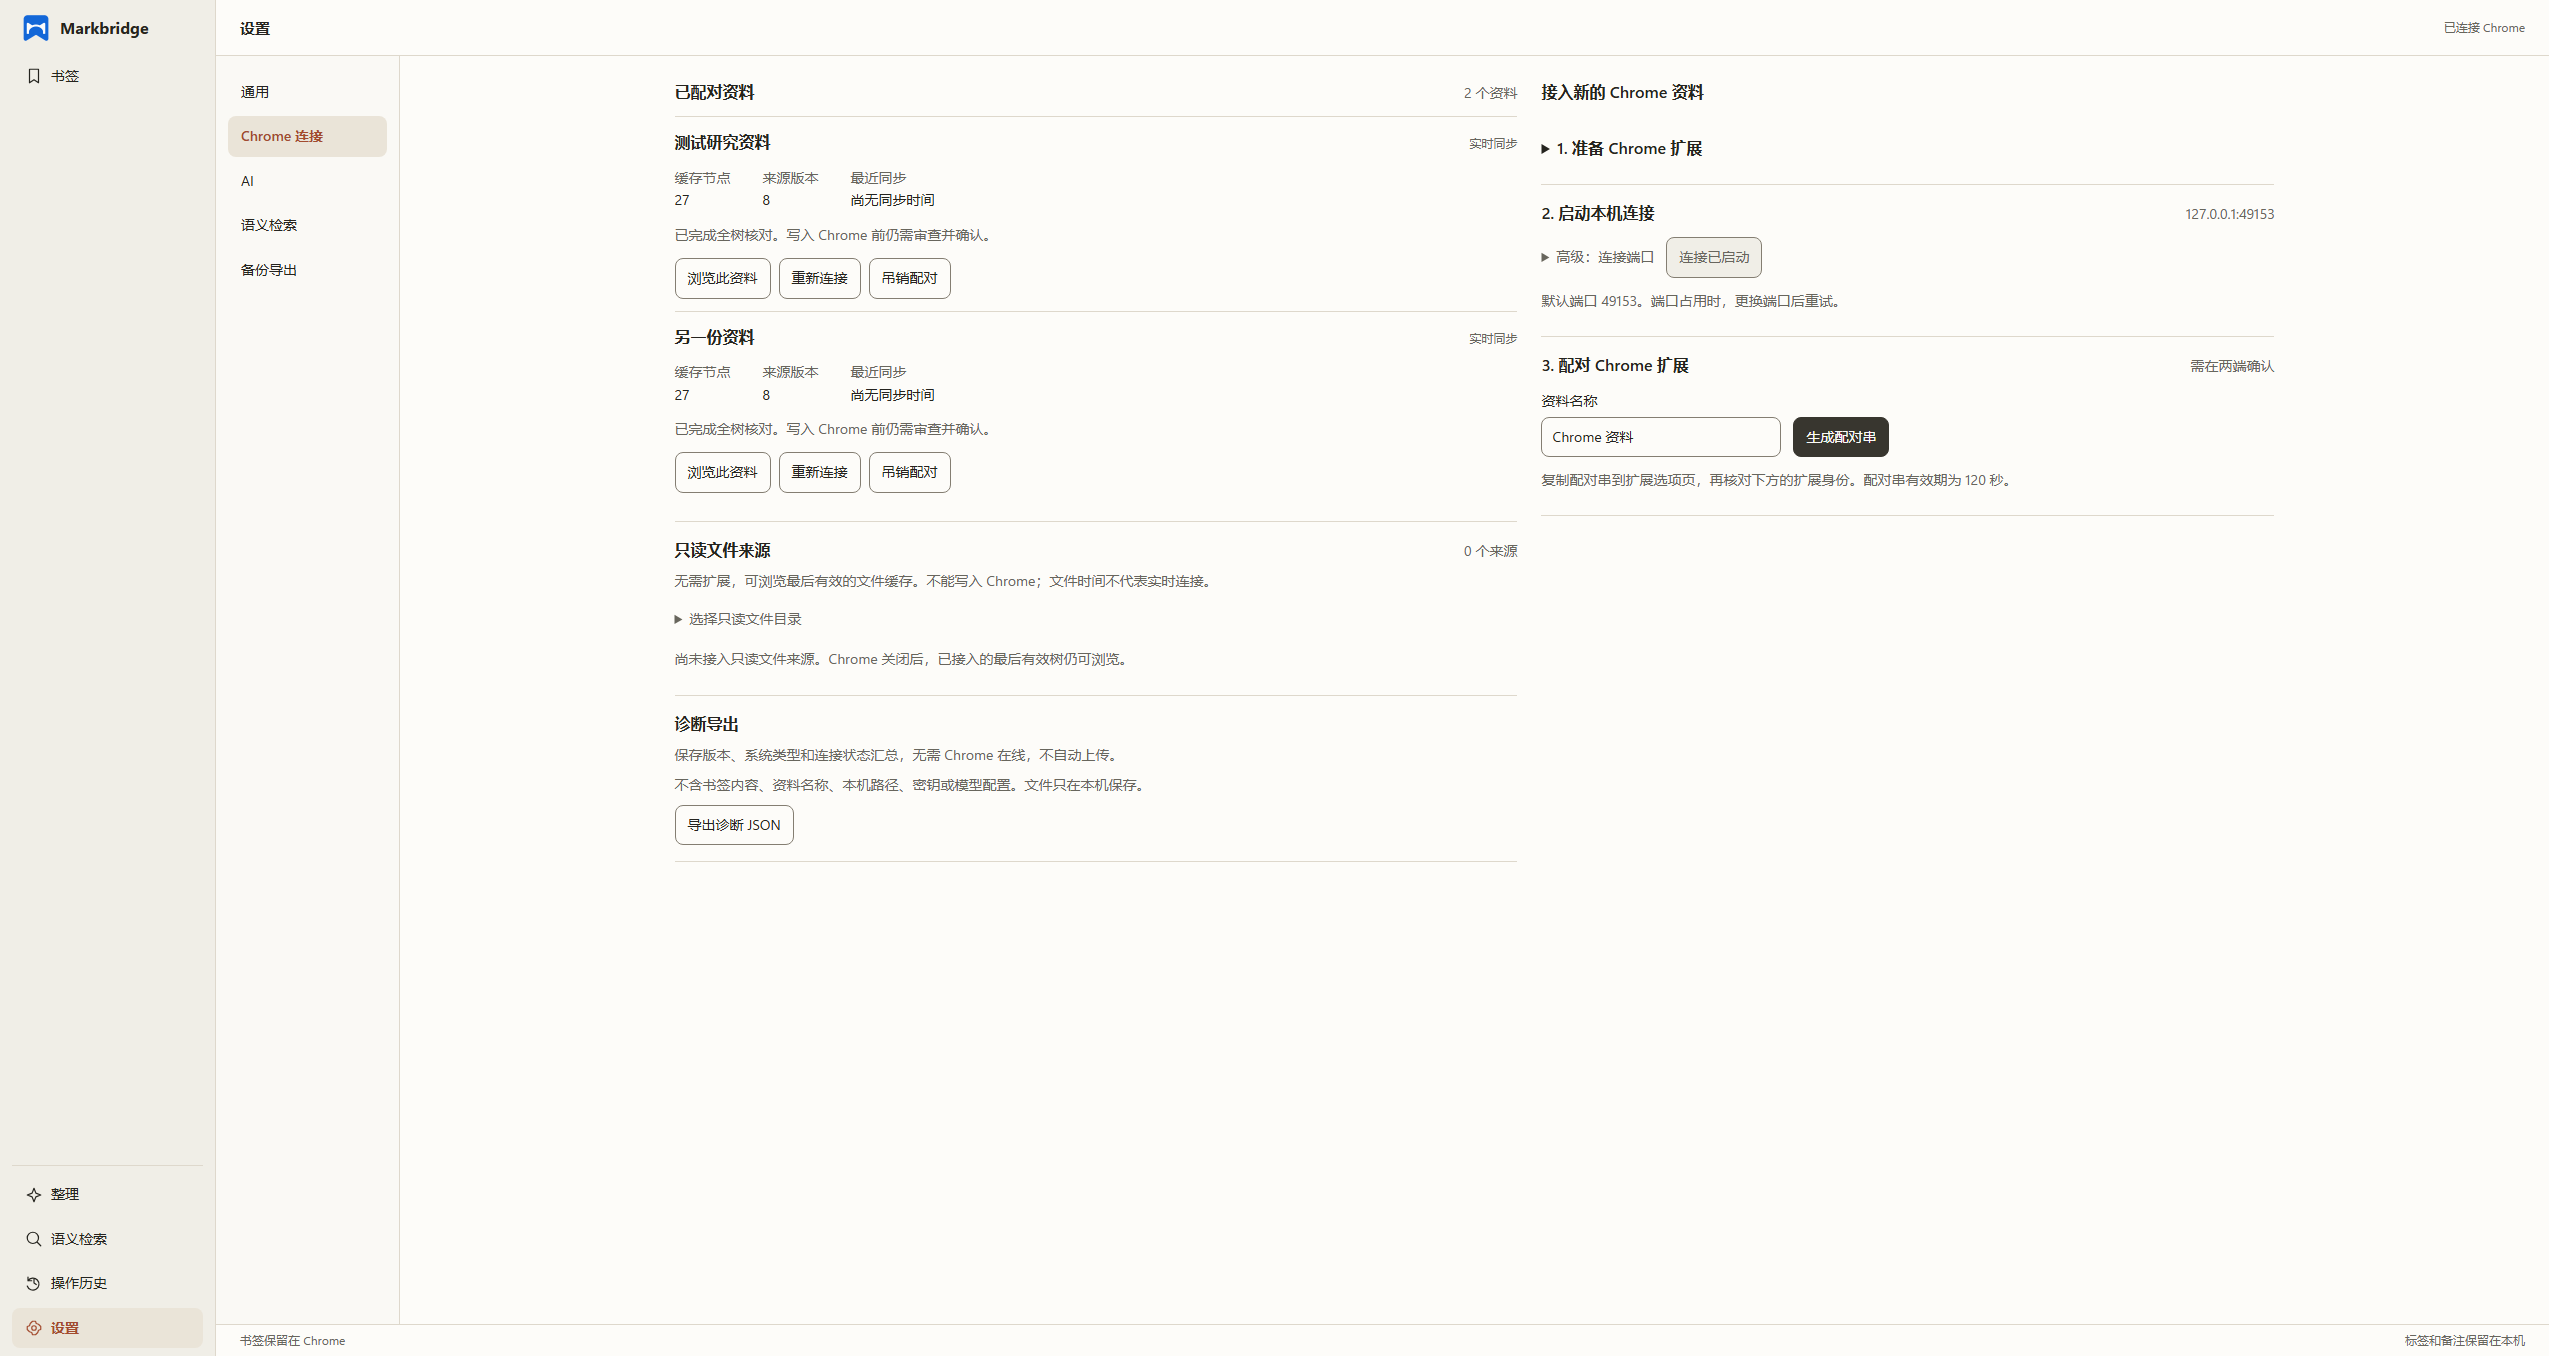 Markbridge
书签
整理
语义检索
操作历史
设置
设置
已连接 Chrome
通用
Chrome 连接
AI
语义检索
备份导出
已配对资料
2 个资料
测试研究资料
实时同步
缓存节点 来源版本 最近同步
27 8 尚无同步时间
已完成全树核对。写入 Chrome 前仍需审查并确认。
浏览此资料 重新连接 吊销配对
另一份资料
实时同步
缓存节点 来源版本 最近同步
27 8 尚无同步时间
已完成全树核对。写入 Chrome 前仍需审查并确认。
浏览此资料 重新连接 吊销配对
只读文件来源
0 个来源
无需扩展，可浏览最后有效的文件缓存。不能写入 Chrome；文件时间不代表实时连接。
选择只读文件目录
尚未接入只读文件来源。Chrome 关闭后，已接入的最后有效树仍可浏览。
诊断导出
保存版本、系统类型和连接状态汇总，无需 Chrome 在线，不自动上传。
不含书签内容、资料名称、本机路径、密钥或模型配置。文件只在本机保存。
导出诊断 JSON
接入新的 Chrome 资料
1. 准备 Chrome 扩展
2. 启动本机连接
127.0.0.1:49153
高级：连接端口 连接已启动
默认端口 49153。端口占用时，更换端口后重试。
3. 配对 Chrome 扩展
需在两端确认
资料名称
Chrome 资料 生成配对串
复制配对串到扩展选项页，再核对下方的扩展身份。配对串有效期为 120 秒。
书签保留在 Chrome
标签和备注保留在本机